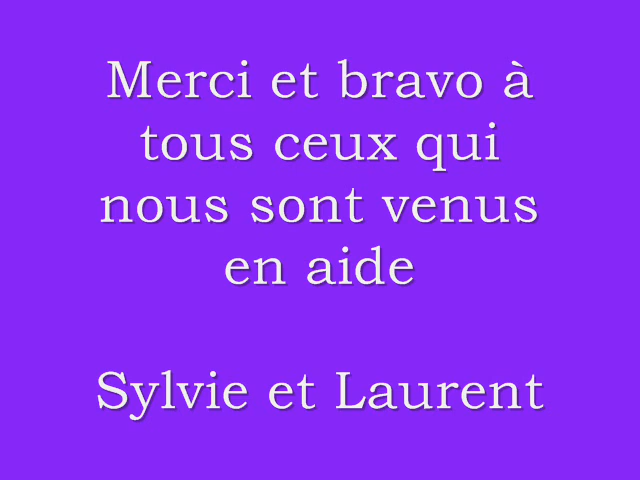 Merci et bravo à
tous ceux qui
nous sont venus
en aide
Sylvie et Laurent